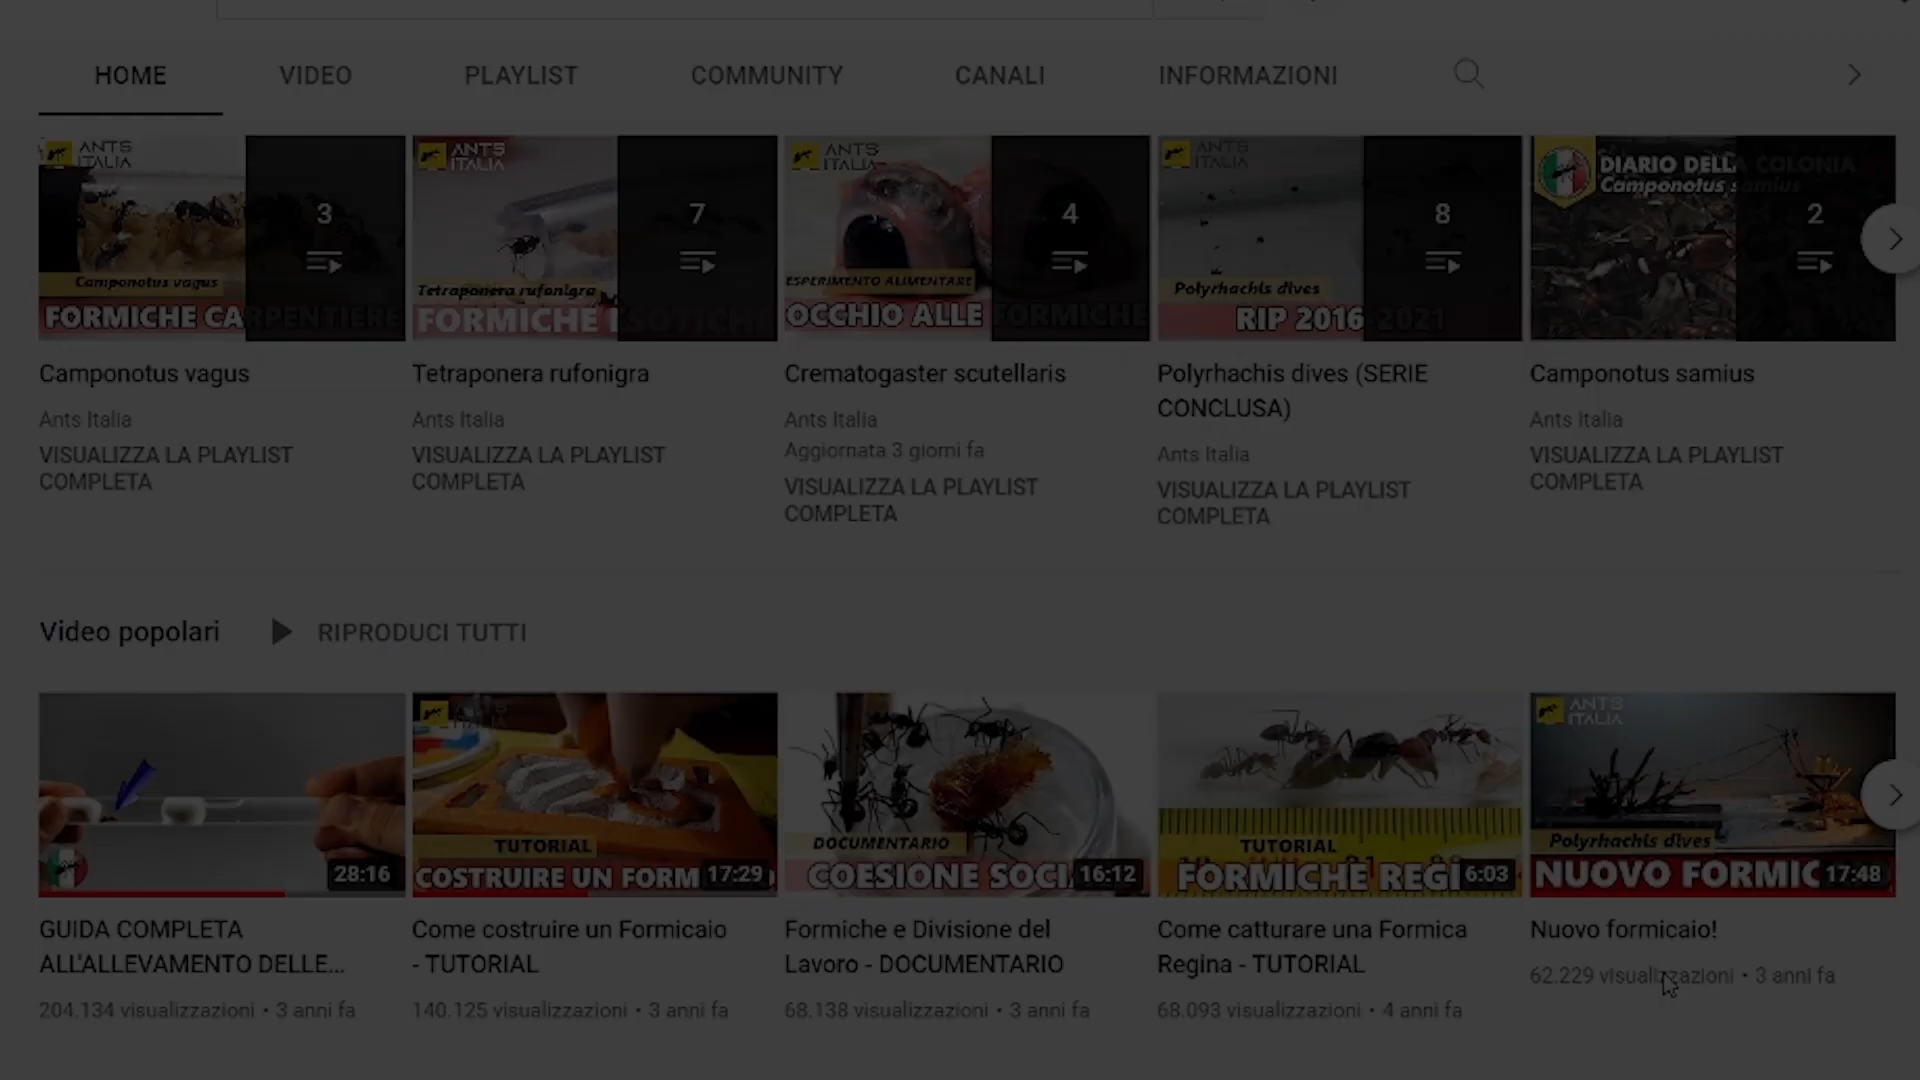 HOME VIDEO PLAYLIST COMMUNITY CANALI INFORMAZIONI
ANTS
ITALIA
3
Camponotus vagus
FORMICHE CARPENTIERE
ANTS
ITALIA
7
Tetraponera rufonigra
FORMICHE ESOTICHE
ANTS
ITALIA
4
ESPERIMENTO ALIMENTARE
OCCHIO ALLE FORMICHE
ANTS
ITALIA
8
Polyrhachis dives
RIP 2016-2021
DIARIO DELLA COLONIA
Camponotus samius
2
Camponotus vagus
Ants Italia
VISUALIZZA LA PLAYLIST
COMPLETA
Tetraponera rufonigra
Ants Italia
VISUALIZZA LA PLAYLIST
COMPLETA
Crematogaster scutellaris
Ants Italia
Aggiornata 3 giorni fa
VISUALIZZA LA PLAYLIST
COMPLETA
Polyrhachis dives (SERIE
CONCLUSA)
Ants Italia
VISUALIZZA LA PLAYLIST
COMPLETA
Camponotus samius
Ants Italia
VISUALIZZA LA PLAYLIST
COMPLETA
Video popolari RIPRODUCI TUTTI
28:16
ANTS
ITALIA
TUTORIAL
COSTRUIRE UN FORM
17:29
DOCUMENTARIO
COESIONE SOCI
16:12
TUTORIAL
FORMICHE REGI
6:03
ANTS
ITALIA
Polyrhachis dives
NUOVO FORMIC
17:48
GUIDA COMPLETA
ALL'ALLEVAMENTO DELLE...
204.134 visualizzazioni • 3 anni fa
Come costruire un Formicaio
- TUTORIAL
140.125 visualizzazioni • 3 anni fa
Formiche e Divisione del
Lavoro - DOCUMENTARIO
68.138 visualizzazioni • 3 anni fa
Come catturare una Formica
Regina - TUTORIAL
68.093 visualizzazioni • 4 anni fa
Nuovo formicaio!
62.229 visualizzazioni • 3 anni fa